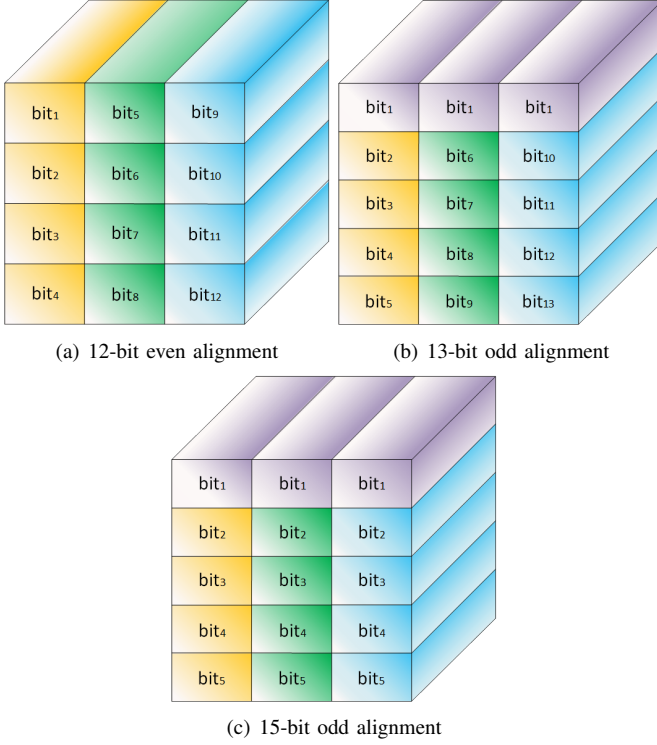 bit₁ bit₅ bit₉
bit₂ bit₆ bit₁₀
bit₃ bit₇ bit₁₁
bit₄ bit₈ bit₁₂
(a) 12-bit even alignment
bit₁ bit₁ bit₁
bit₂ bit₆ bit₁₀
bit₃ bit₇ bit₁₁
bit₄ bit₈ bit₁₂
bit₅ bit₉ bit₁₃
(b) 13-bit odd alignment
bit₁ bit₁ bit₁
bit₂ bit₂ bit₂
bit₃ bit₃ bit₃
bit₄ bit₄ bit₄
bit₅ bit₅ bit₅
(c) 15-bit odd alignment